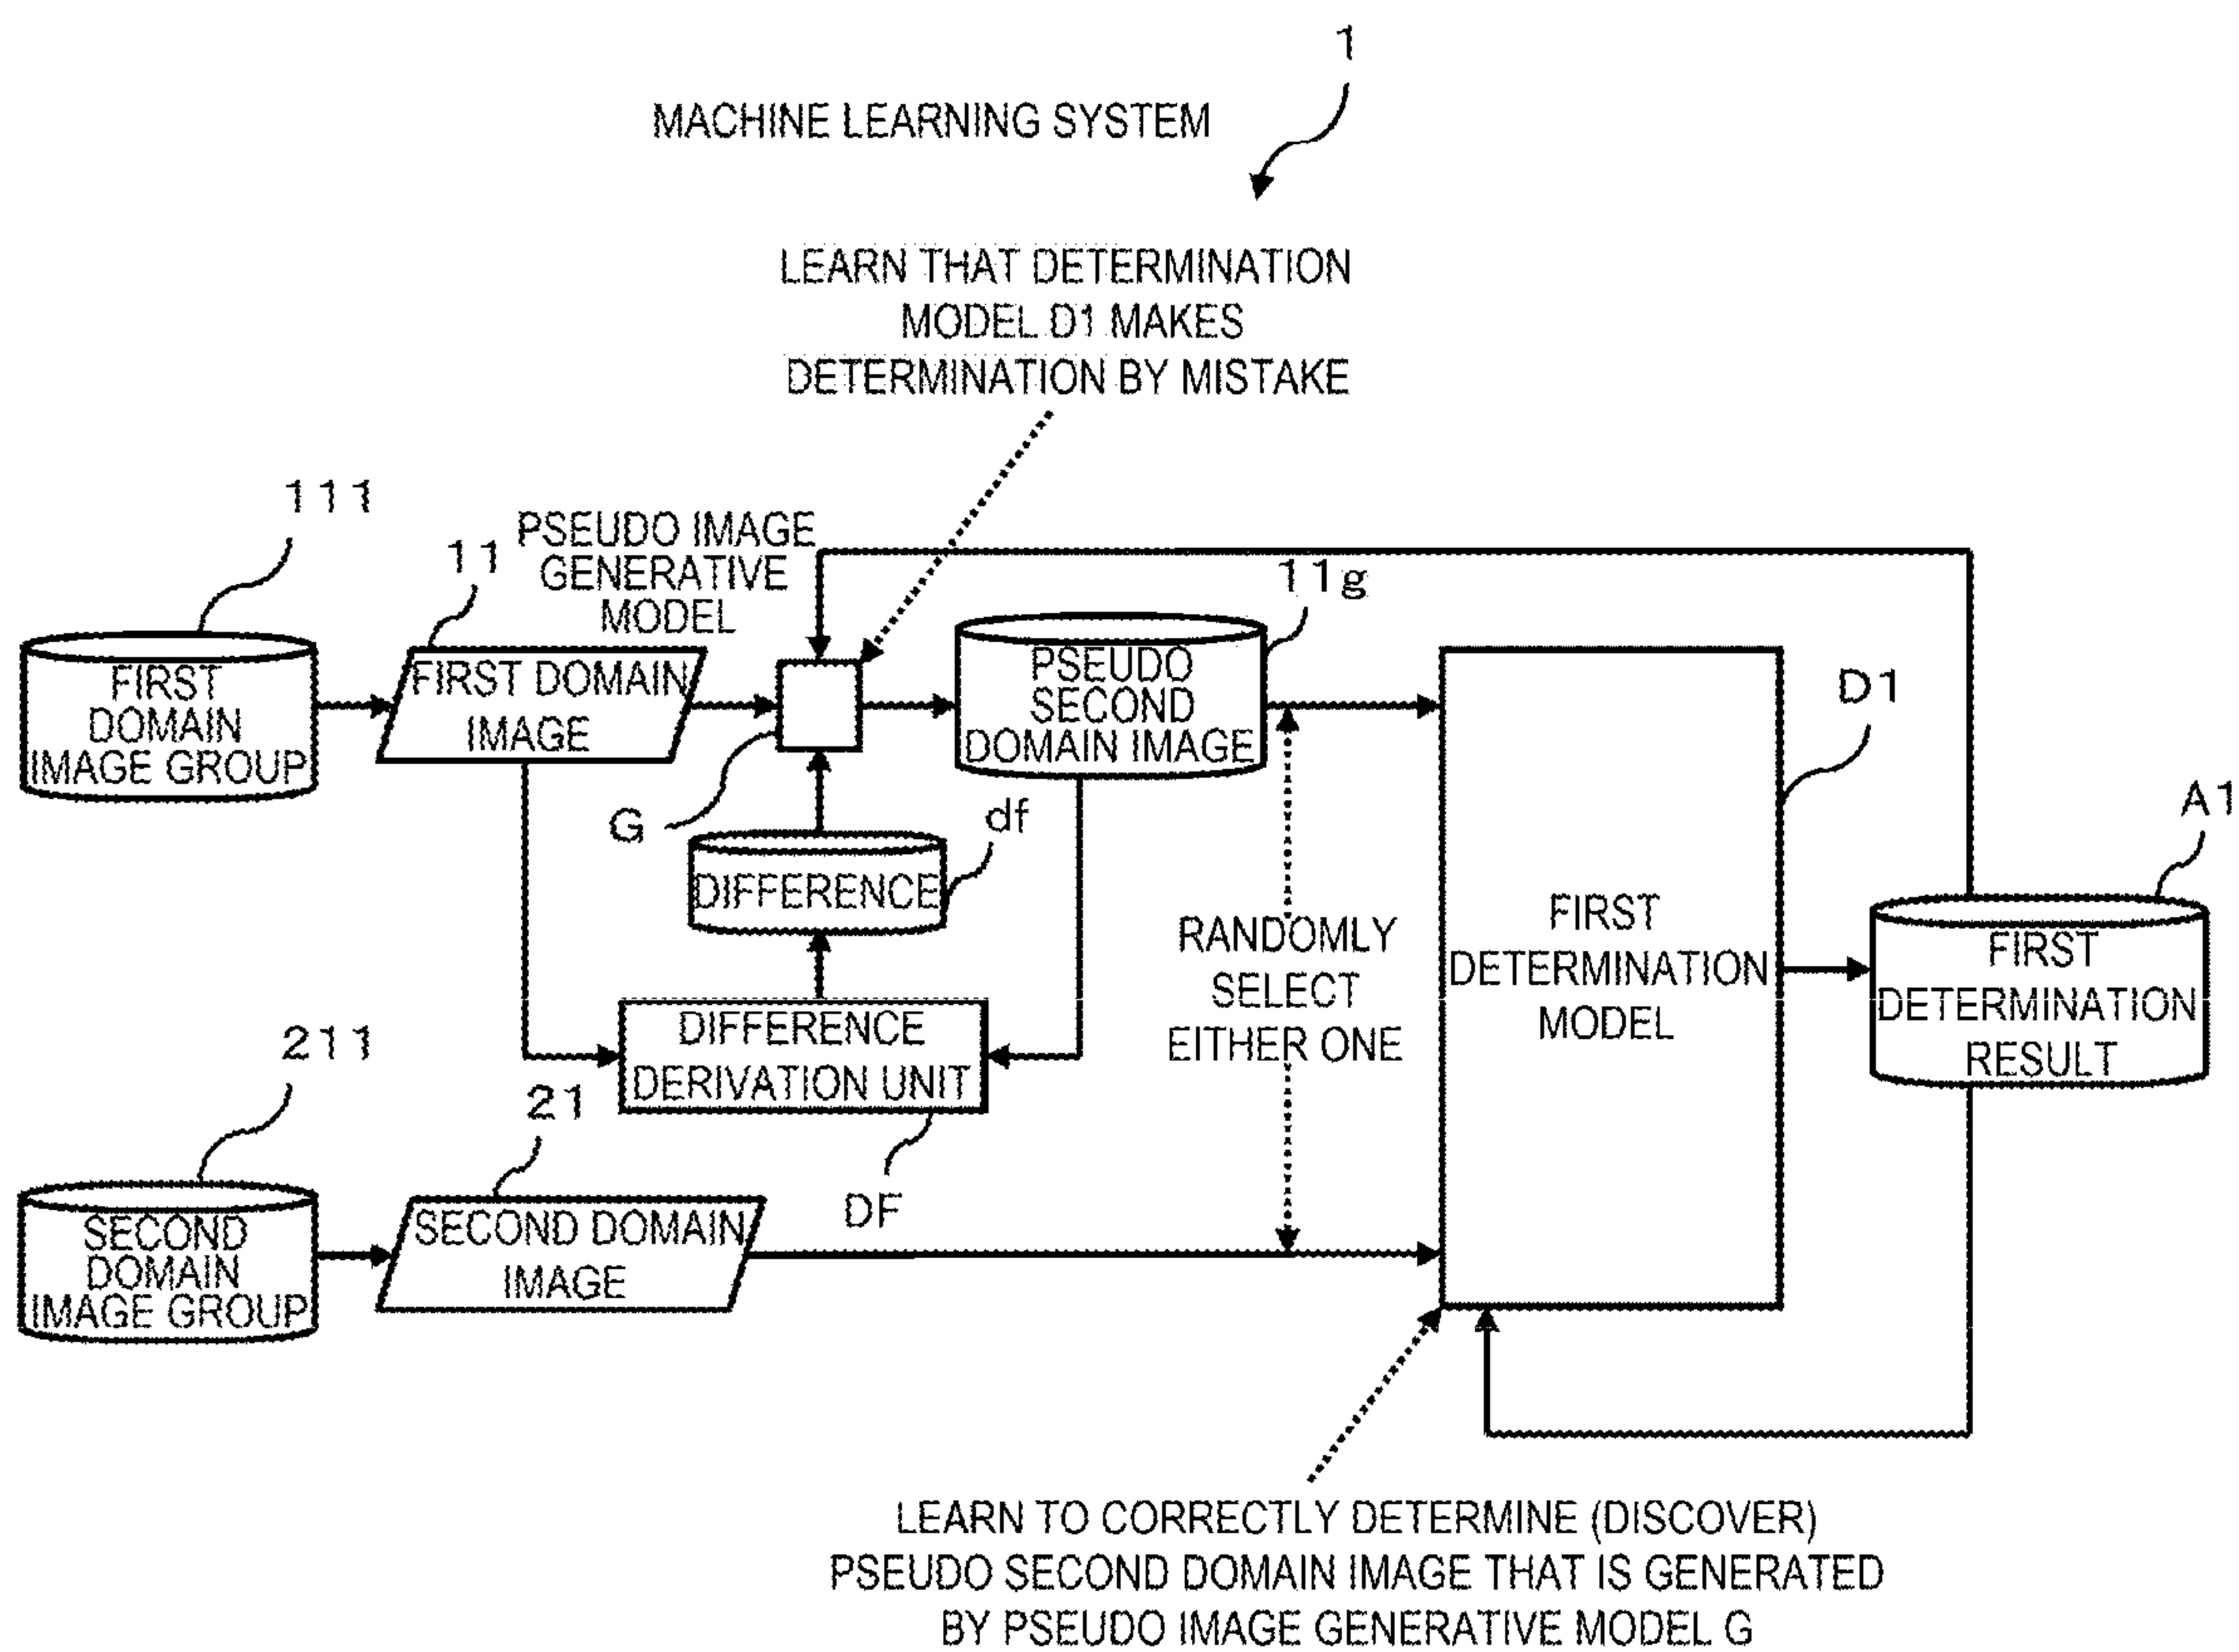 1
MACHINE LEARNING SYSTEM
LEARN THAT DETERMINATION
MODEL D1 MAKES
DETERMINATION BY MISTAKE
111
11
PSEUDO IMAGE
GENERATIVE
MODEL
11g
FIRST
DOMAIN
IMAGE GROUP
FIRST DOMAIN
IMAGE
PSEUDO
SECOND
DOMAIN IMAGE
D1
G
df
A1
DIFFERENCE
RANDOMLY
SELECT
EITHER ONE
FIRST
DETERMINATION
MODEL
FIRST
DETERMINATION
RESULT
211
21
DIFFERENCE
DERIVATION UNIT
DF
SECOND
DOMAIN
IMAGE GROUP
SECOND DOMAIN
IMAGE
LEARN TO CORRECTLY DETERMINE (DISCOVER)
PSEUDO SECOND DOMAIN IMAGE THAT IS GENERATED
BY PSEUDO IMAGE GENERATIVE MODEL G